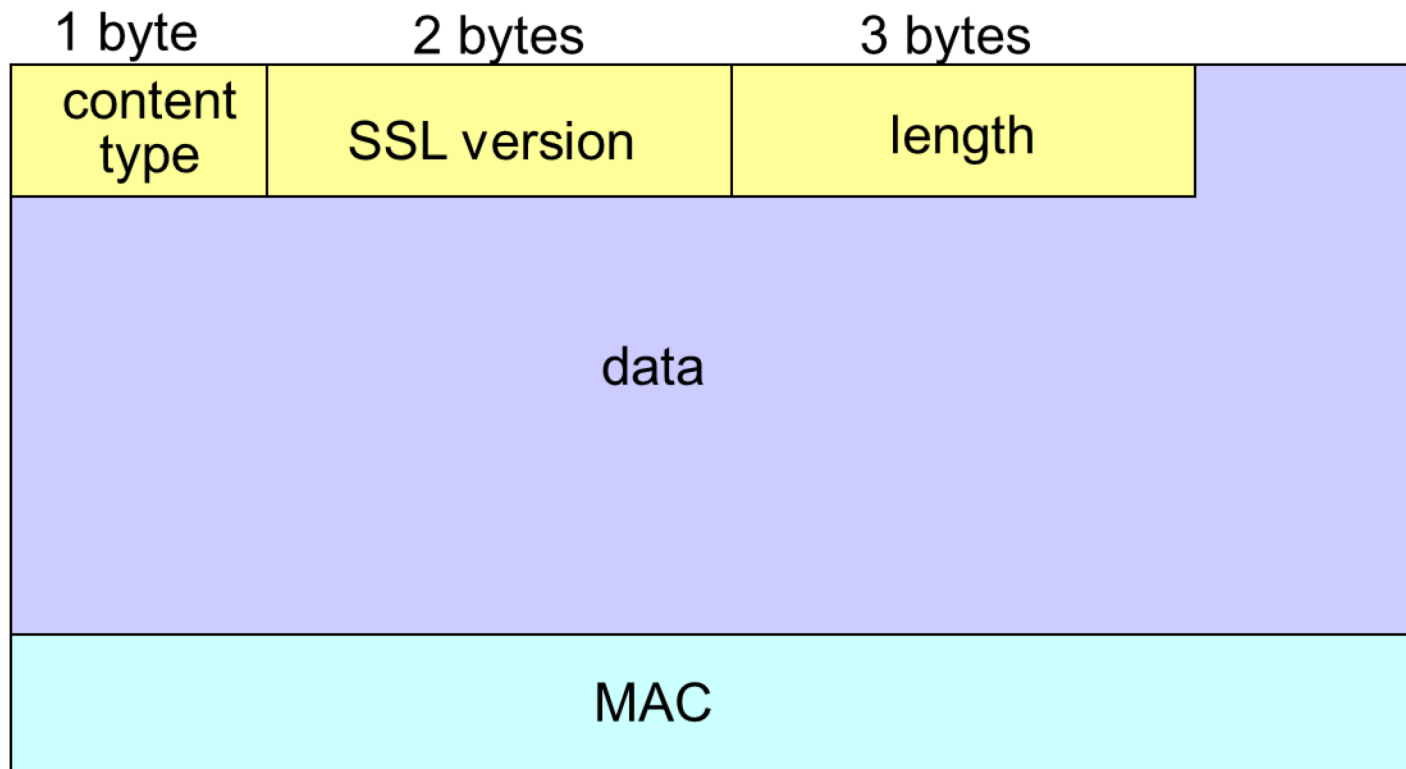 1 byte 2 bytes 3 bytes
content
type
SSL version
length
data
MAC